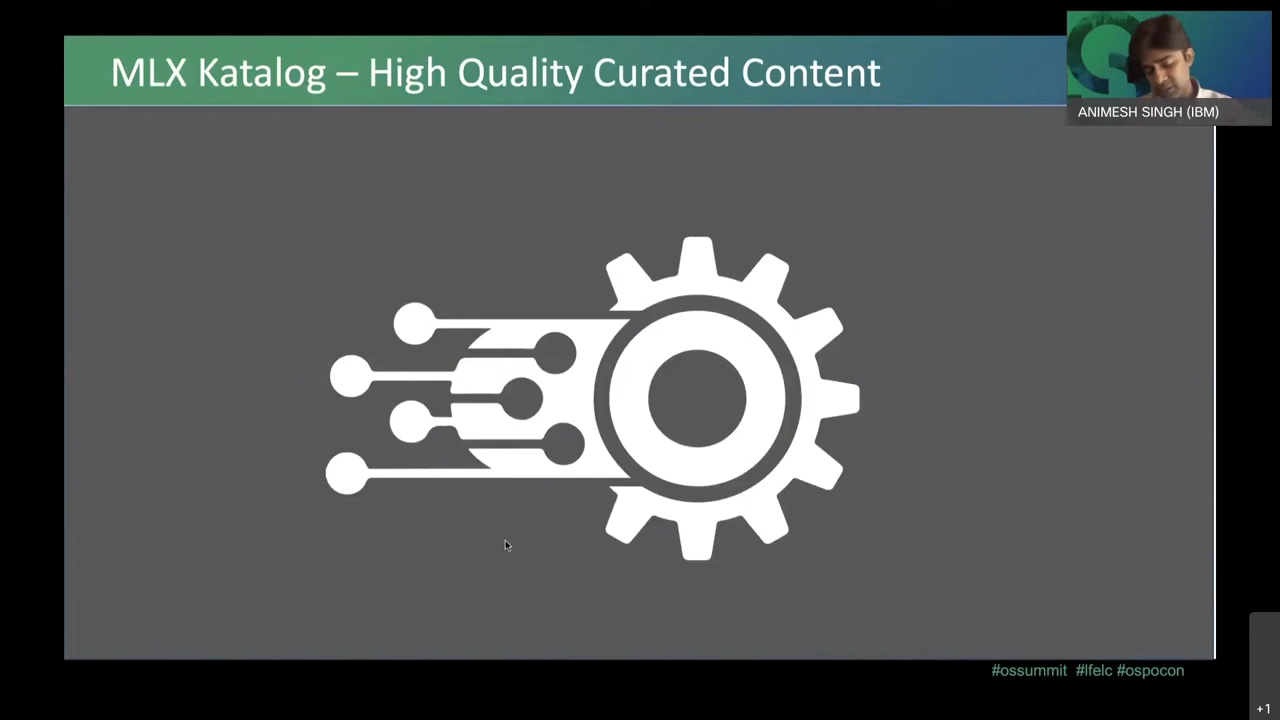 MLX Katalog – High Quality Curated Content
ANIMESH SINGH (IBM)
#ossummit #lfelc #ospocon
+1